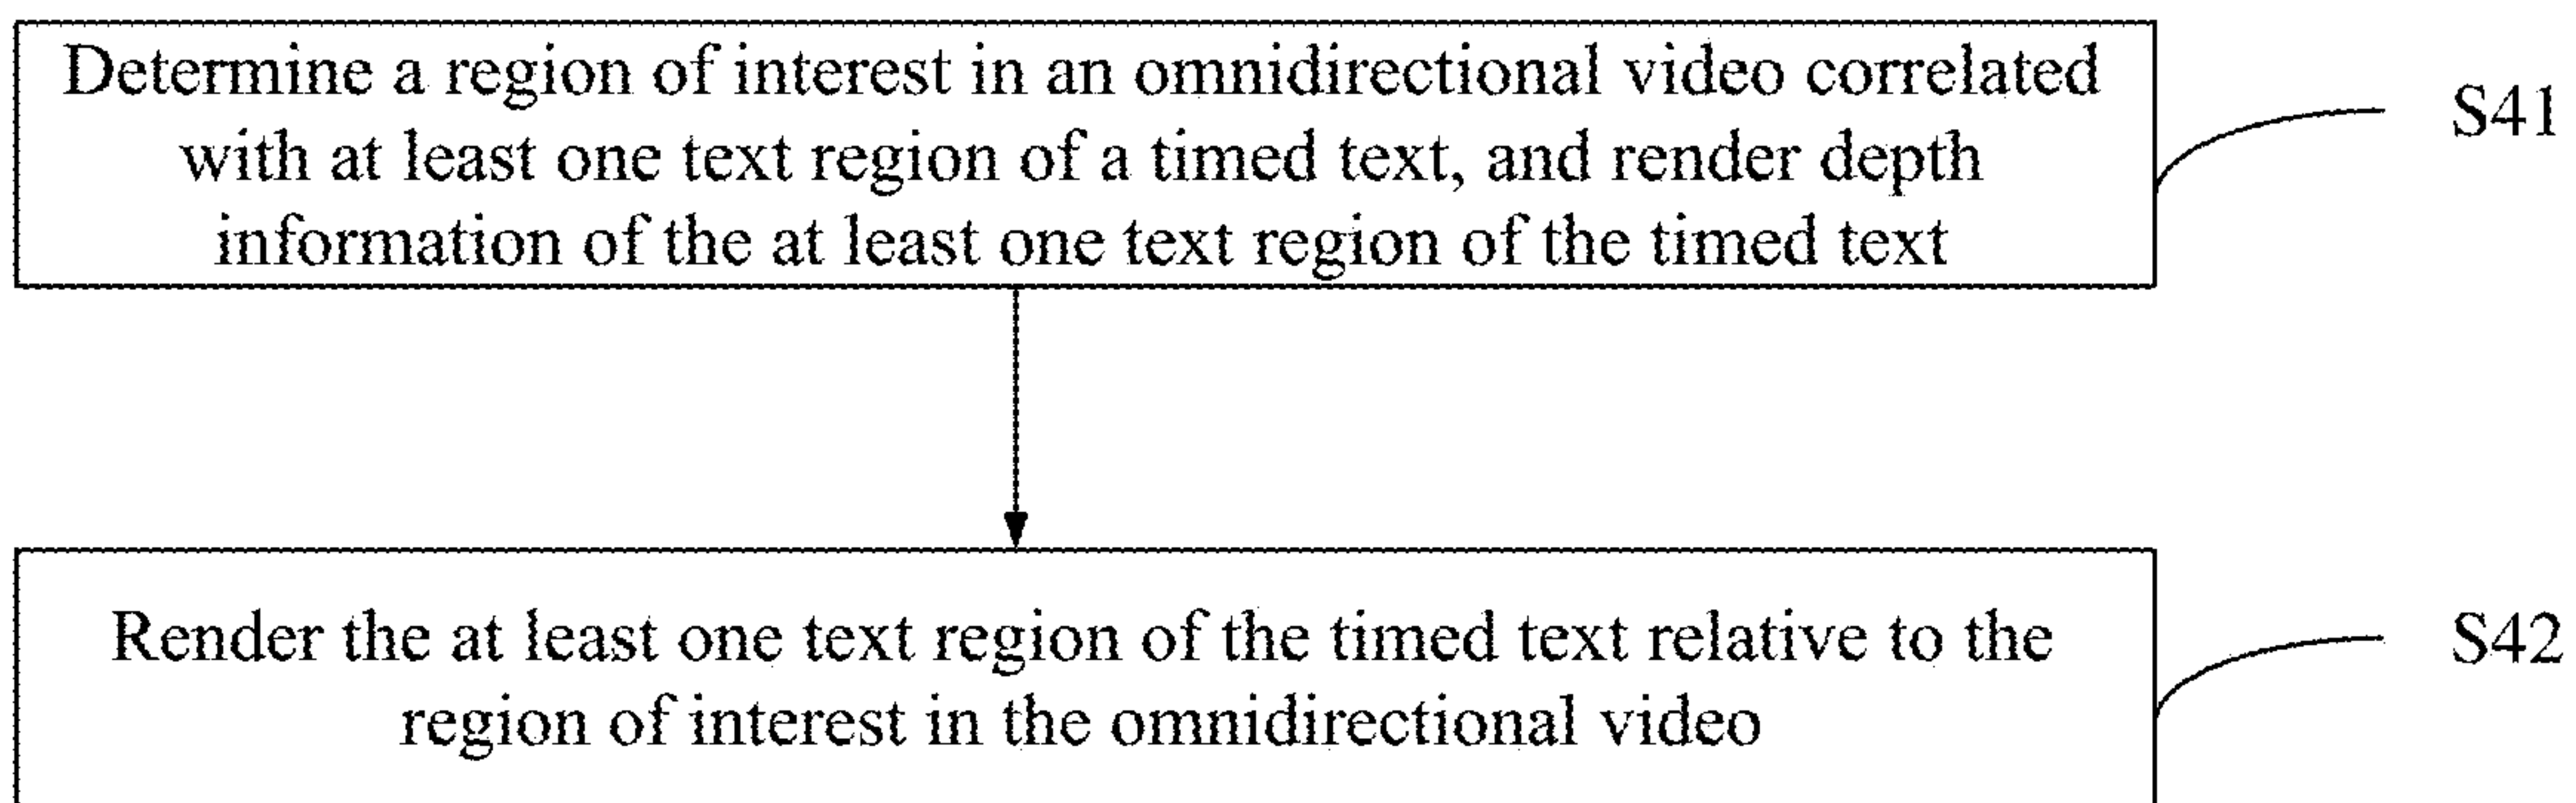 Determine a region of interest in an omnidirectional video correlated
with at least one text region of a timed text, and render depth
information of the at least one text region of the timed text
S41
Render the at least one text region of the timed text relative to the
region of interest in the omnidirectional video
S42